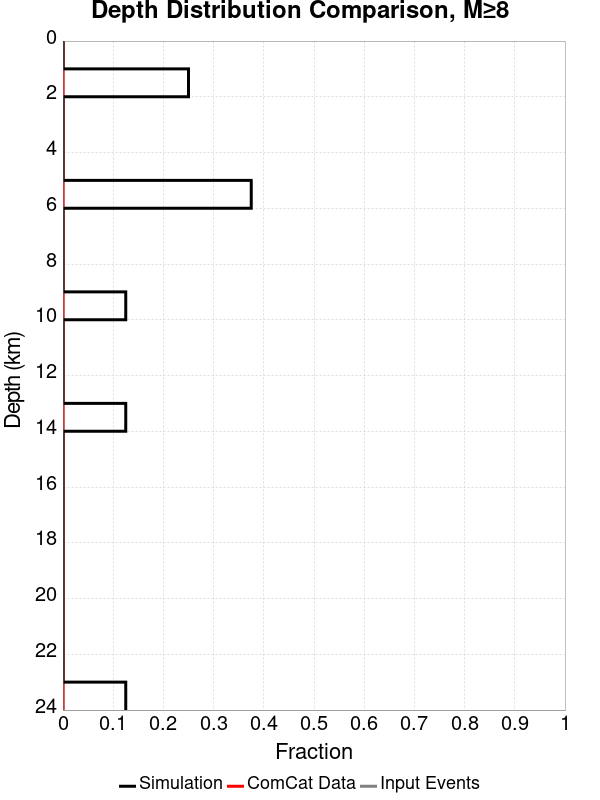 Depth Distribution Comparison, M≥8
0
2
4
6
8
10
12
14
16
18
20
22
24
Depth (km)
0 0.1 0.2 0.3 0.4 0.5 0.6 0.7 0.8 0.9 1
Fraction
Simulation ComCat Data Input Events